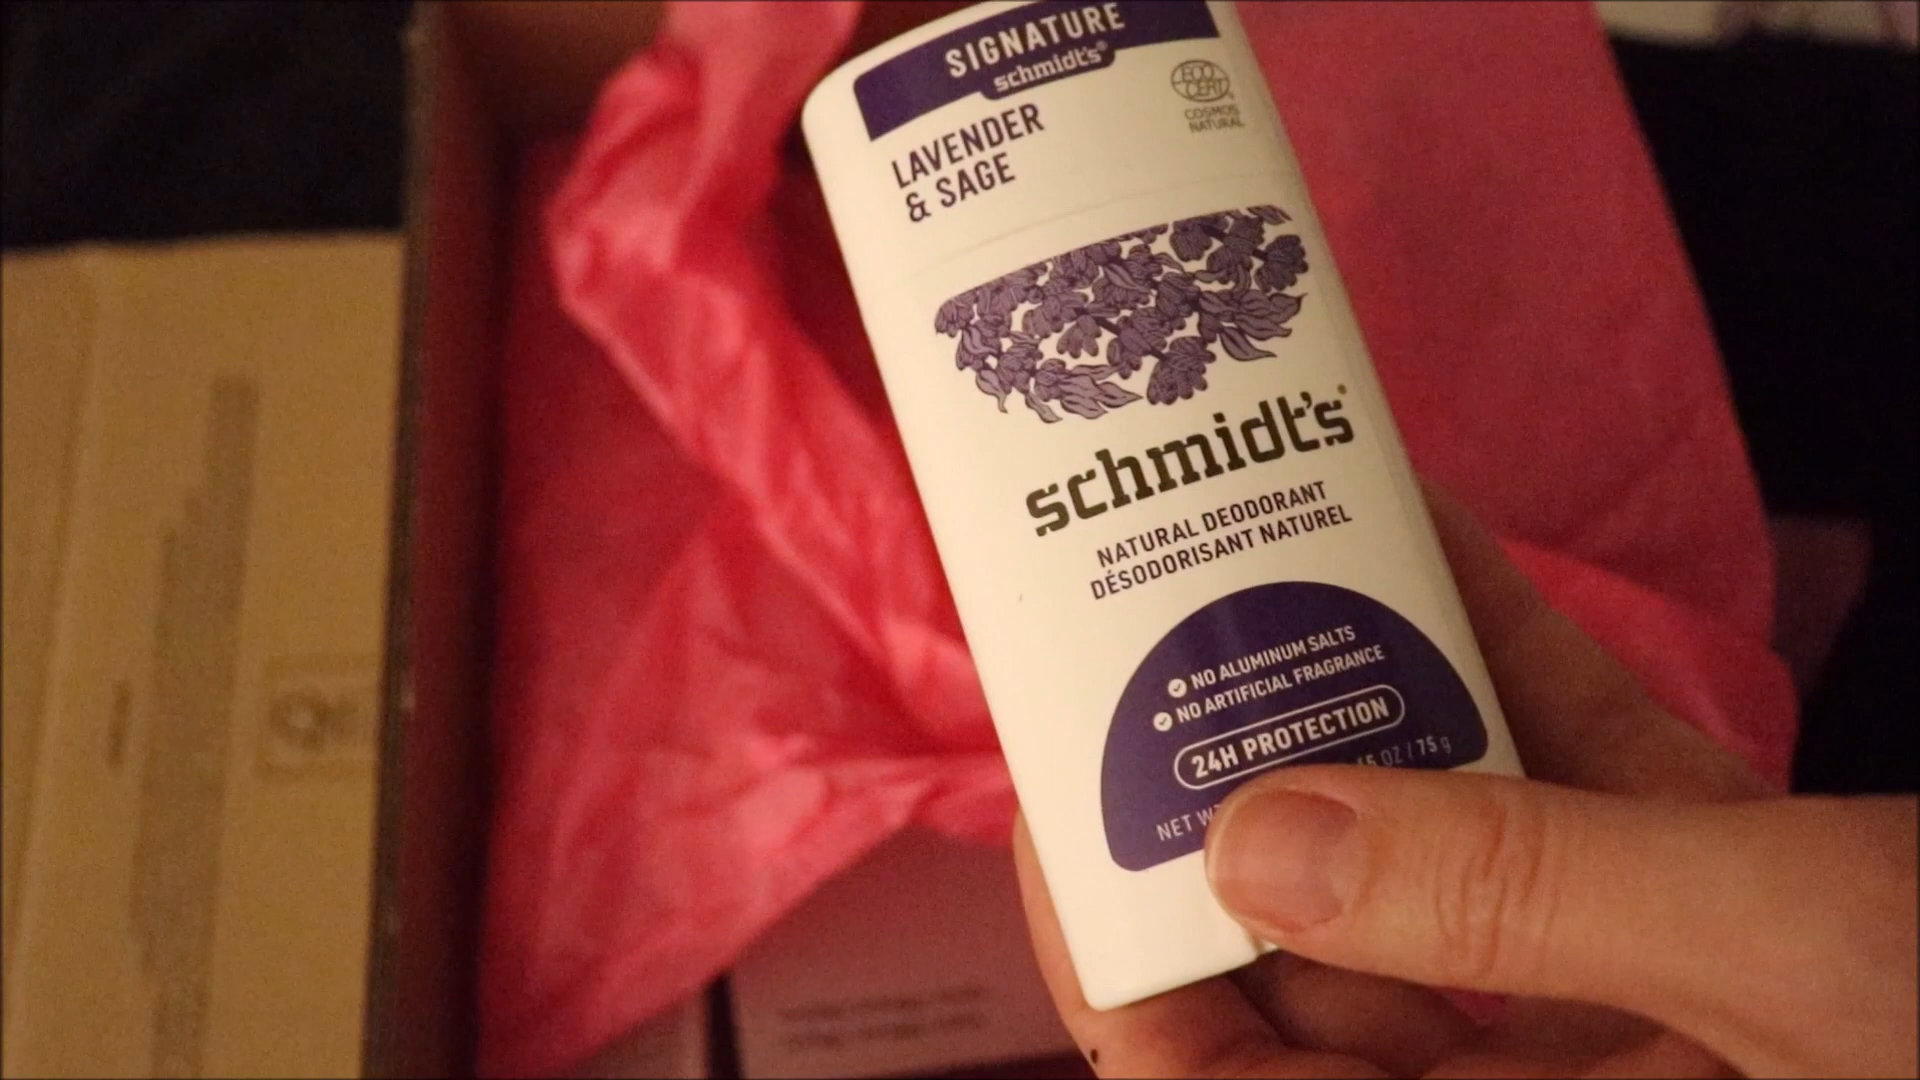 SIGNATURE
schmidt's®
ECO
CERT
COSMOS
NATURAL
LAVENDER
& SAGE
schmidt's®
NATURAL DEODORANT
DÉSODORISANT NATUREL
NO ALUMINUM SALTS
NO ARTIFICIAL FRAGRANCE
24H PROTECTION
NET OZ / 75 g